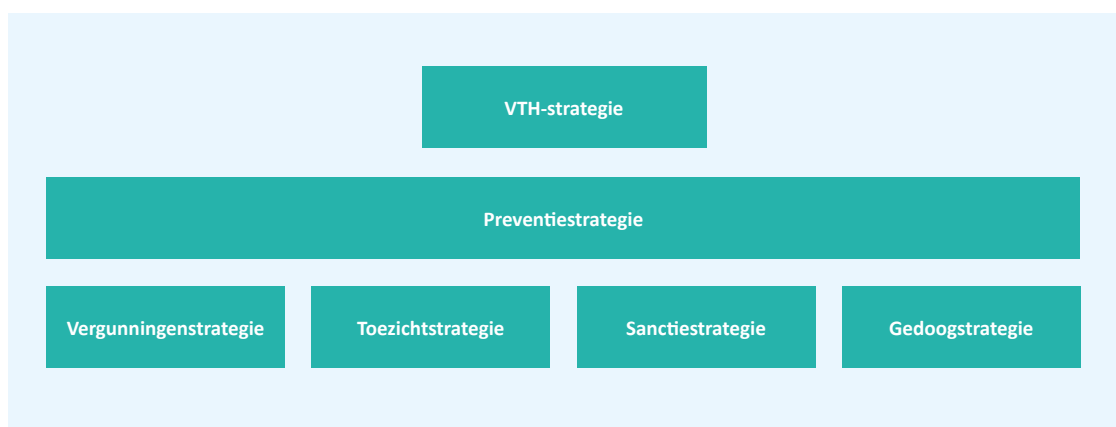 VTH-strategie
Preventiestrategie
Vergunningenstrategie Toezichtstrategie Sanctiestrategie Gedoogstrategie